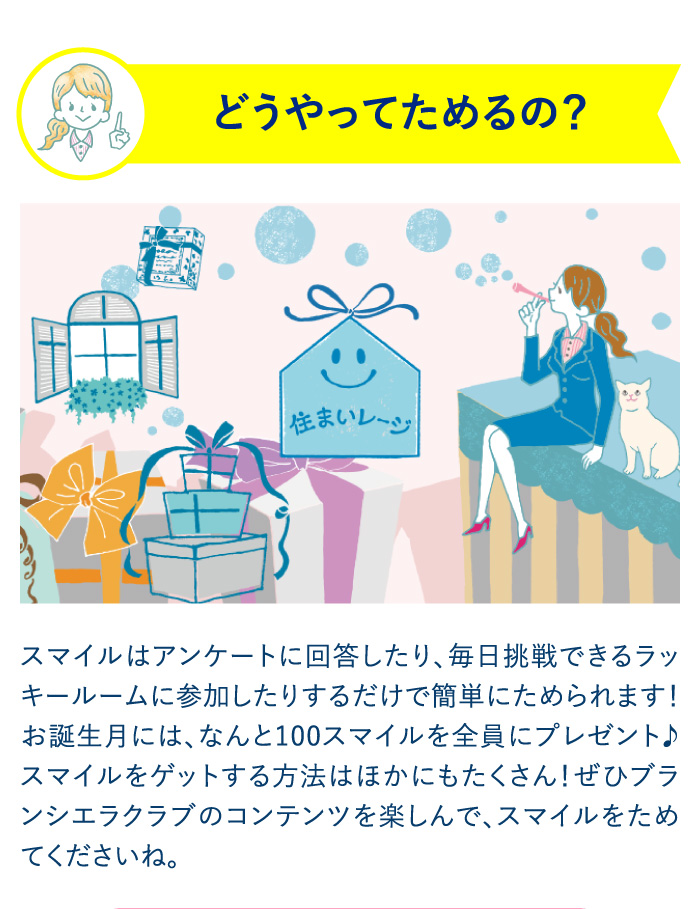 どうやってためるの？
住まいレージ
スマイルはアンケートに回答したり、毎日挑戦できるラッ
キールームに参加したりするだけで簡単にためられます！
お誕生月には、なんと100スマイルを全員にプレゼント♪
スマイルをゲットする方法はほかにもたくさん！ぜひブラ
ンシエラクラブのコンテンツを楽しんで、スマイルをため
てくださいね。